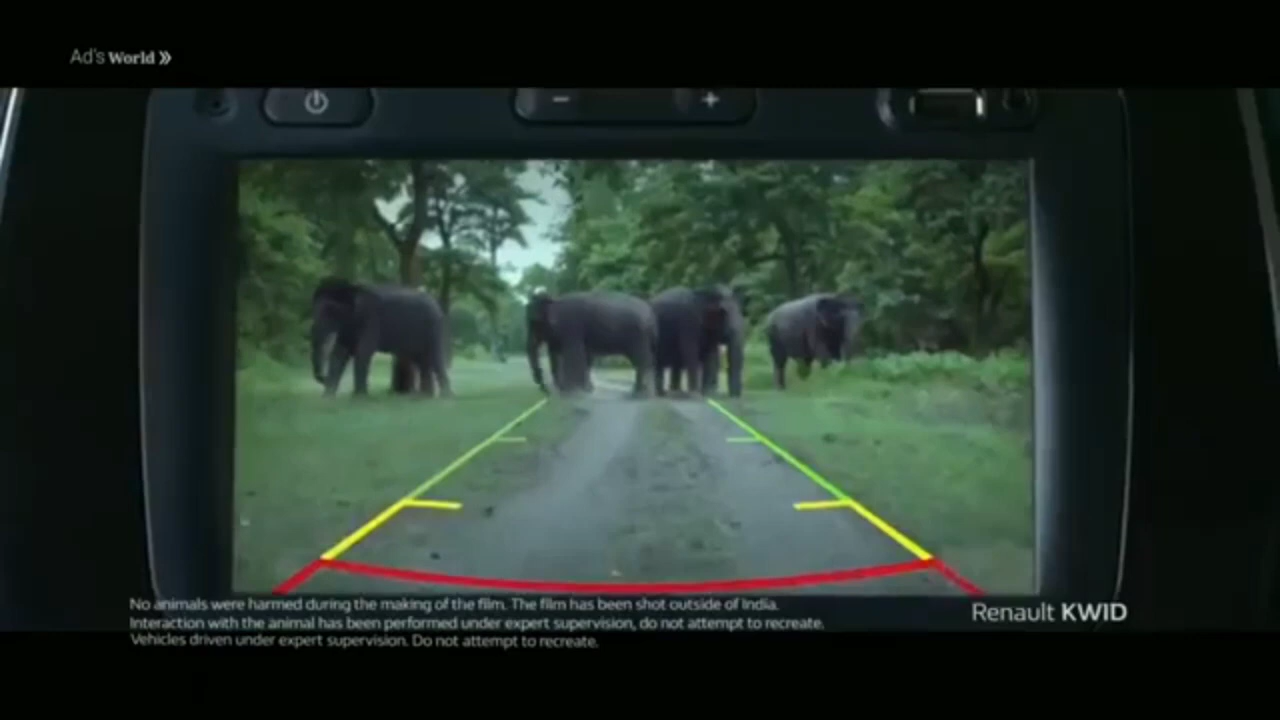 Ad's World
No animals were harmed during the making of the film. The film has been shot outside of India.
Interaction with the animal has been performed under expert supervision, do not attempt to recreate.
Vehicles driven under expert supervision. Do not attempt to recreate.
Renault KWID